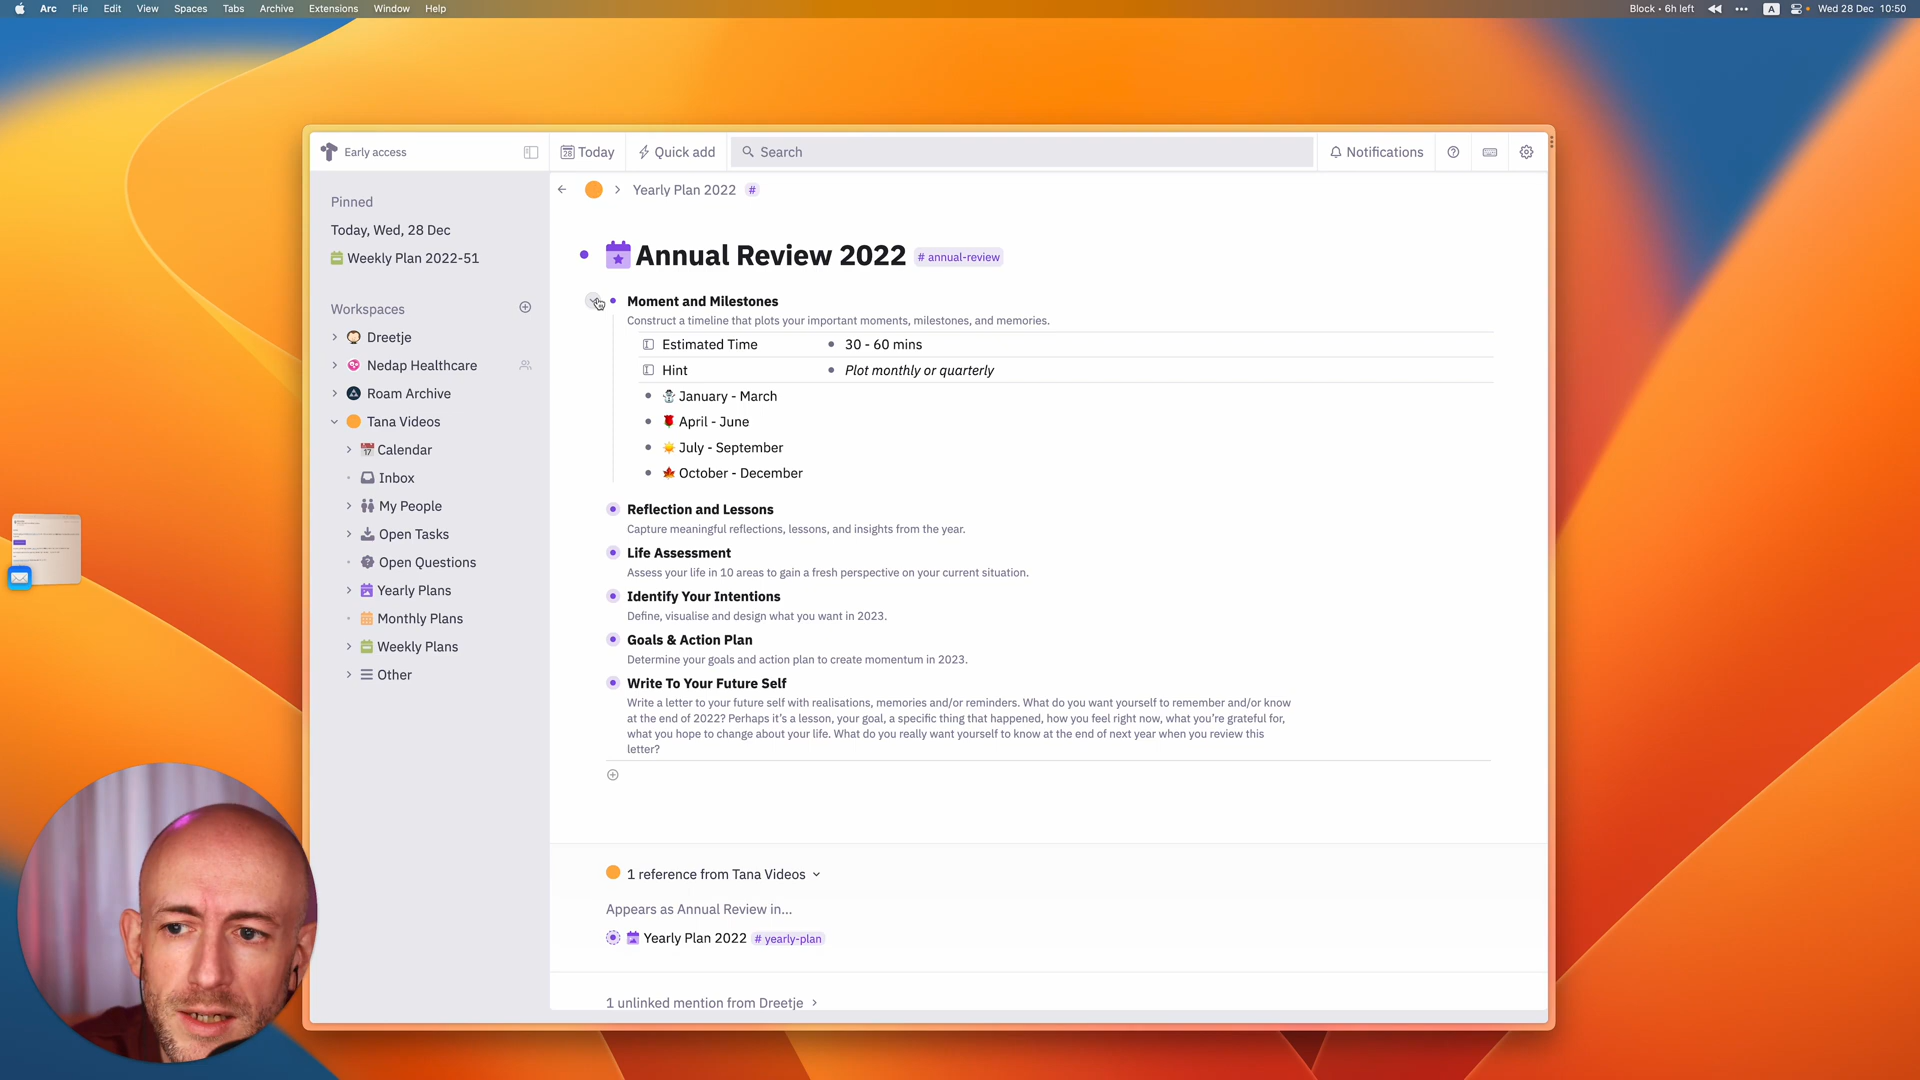 Arc File Edit View Spaces Tabs Archive Extensions Window Help Block • 6h left A Wed 28 Dec 10:50
Early access
Today Quick add Search Notifications
Pinned
Today, Wed, 28 Dec
Weekly Plan 2022-51
Workspaces
Dreetje
Nedap Healthcare
Roam Archive
Tana Videos
Calendar
Inbox
My People
Open Tasks
Open Questions
Yearly Plans
Monthly Plans
Weekly Plans
Other
Yearly Plan 2022 #
Annual Review 2022 # annual-review
Moment and Milestones
Construct a timeline that plots your important moments, milestones, and memories.
Estimated Time 30 - 60 mins
Hint Plot monthly or quarterly
January - March
April - June
July - September
October - December
Reflection and Lessons
Capture meaningful reflections, lessons, and insights from the year.
Life Assessment
Assess your life in 10 areas to gain a fresh perspective on your current situation.
Identify Your Intentions
Define, visualise and design what you want in 2023.
Goals & Action Plan
Determine your goals and action plan to create momentum in 2023.
Write To Your Future Self
Write a letter to your future self with realisations, memories and/or reminders. What do you want yourself to remember and/or know
at the end of 2022? Perhaps it's a lesson, your goal, a specific thing that happened, how you feel right now, what you're grateful for,
what you hope to change about your life. What do you really want yourself to know at the end of next year when you review this
letter?
1 reference from Tana Videos
Appears as Annual Review in...
Yearly Plan 2022 # yearly-plan
1 unlinked mention from Dreetje